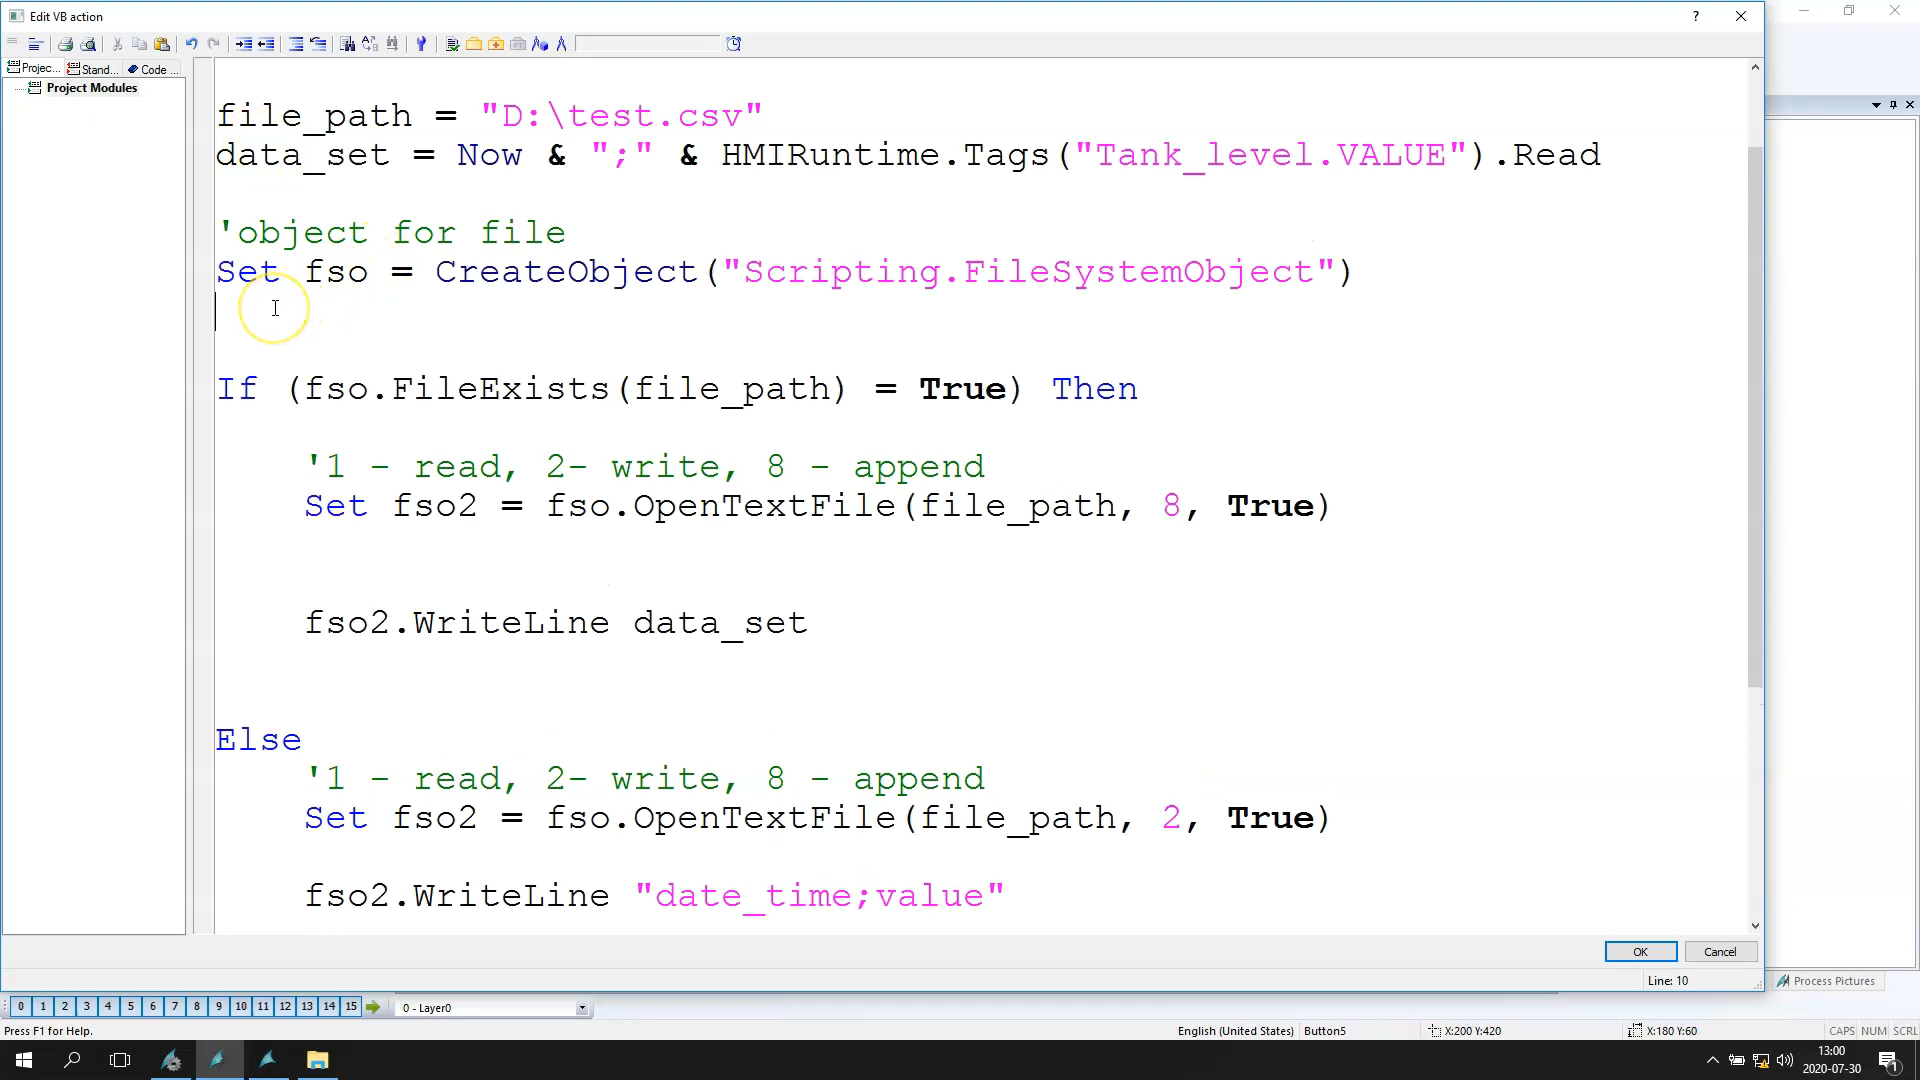 Edit VB action
?
Projec...
Stand...
Code ...
Project Modules
file_path = "D:\test.csv"
data_set = Now & ";" & HMIRuntime.Tags("Tank_level.VALUE").Read
'object for file
Set fso = CreateObject("Scripting.FileSystemObject")
If (fso.FileExists(file_path) = True) Then
'1 - read, 2- write, 8 - append
Set fso2 = fso.OpenTextFile(file_path, 8, True)
fso2.WriteLine data_set
Else
'1 - read, 2- write, 8 - append
Set fso2 = fso.OpenTextFile(file_path, 2, True)
fso2.WriteLine "date_time;value"
OK
Cancel
Line: 10
Process Pictures
0 1 2 3 4 5 6 7 8 9 10 11 12 13 14 15
0 - Layer0
Press F1 for Help.
English (United States)
Button5
X:200 Y:420
X:180 Y:60
CAPS NUM SCRL
13:00
2020-07-30
1